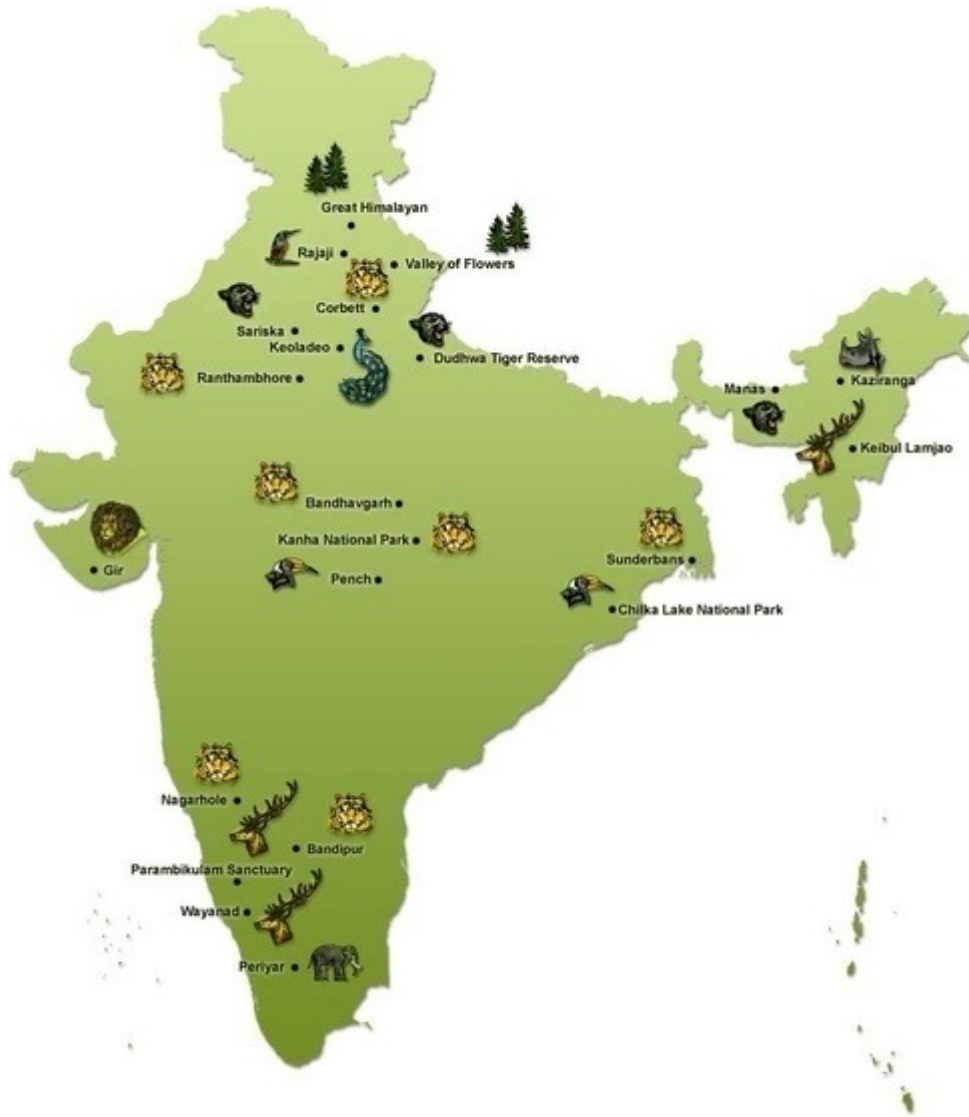 Great Himalayan
Rajaji
Valley of Flowers
Corbett
Sariska
Keoladeo
Dudhwa Tiger Reserve
Ranthambhore
Manas
Kaziranga
Keibul Lamjao
Bandhavgarh
Kanha National Park
Sunderbans
Gir
Pench
Chilka Lake National Park
Nagarhole
Bandipur
Parambikulam Sanctuary
Wayanad
Periyar